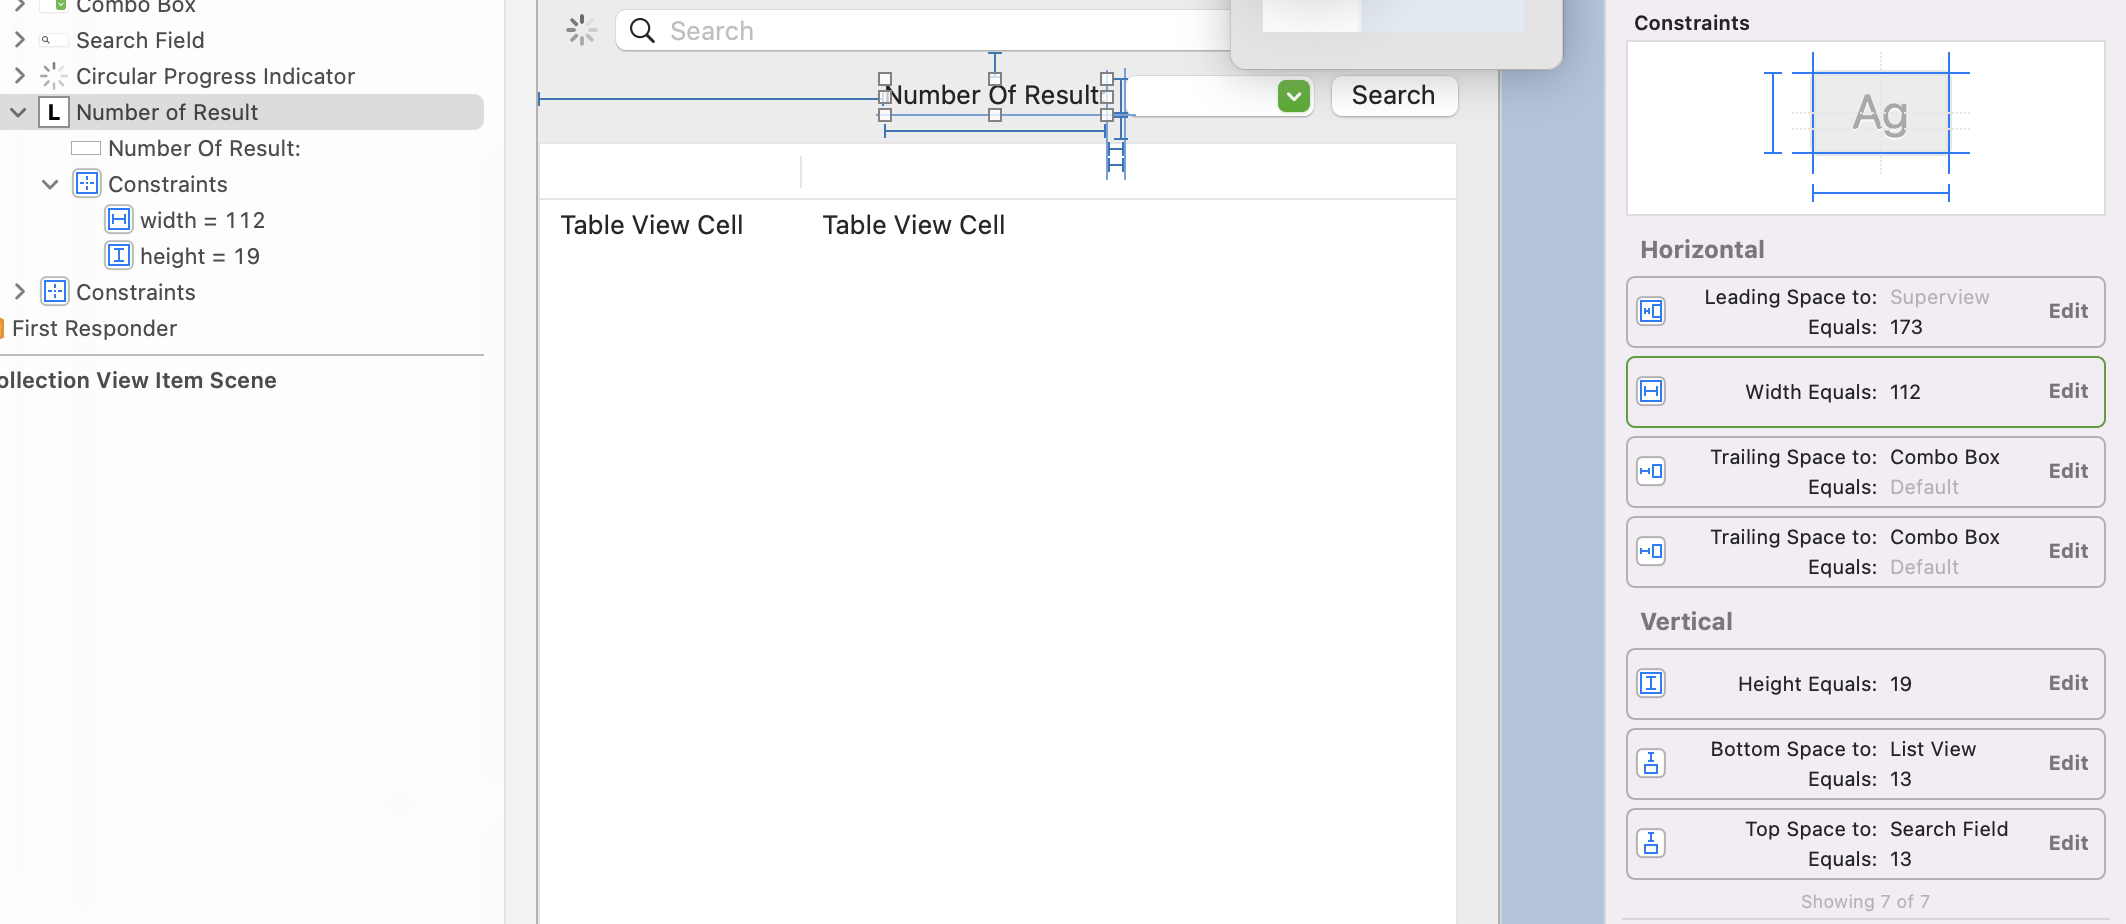 Combo Box
Search Field
Circular Progress Indicator
L Number of Result
Number Of Result:
Constraints
width = 112
height = 19
Constraints
First Responder
ollection View Item Scene
Search
Number Of Result:
Search
Table View Cell Table View Cell
Constraints
Ag
Horizontal
Leading Space to: Superview
Equals: 173
Edit
Width Equals: 112
Edit
Trailing Space to: Combo Box
Equals: Default
Edit
Trailing Space to: Combo Box
Equals: Default
Edit
Vertical
Height Equals: 19
Edit
Bottom Space to: List View
Equals: 13
Edit
Top Space to: Search Field
Equals: 13
Edit
Showing 7 of 7